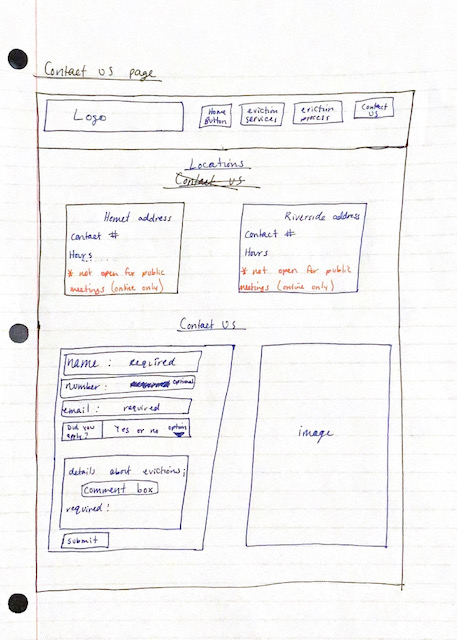 Contact us page
Logo
Home Button
eviction services
eviction process
Contact us
Locations
Contact us
Hemet address
Contact #
Hours
* not open for public
meetings (online only)
Riverside address
Contact #
Hours
* not open for public
meetings (online only)
Contact Us
name : required
number : optional
email : required
Did you apply? Yes or no option
details about evictions;
comment box
required!
submit
image